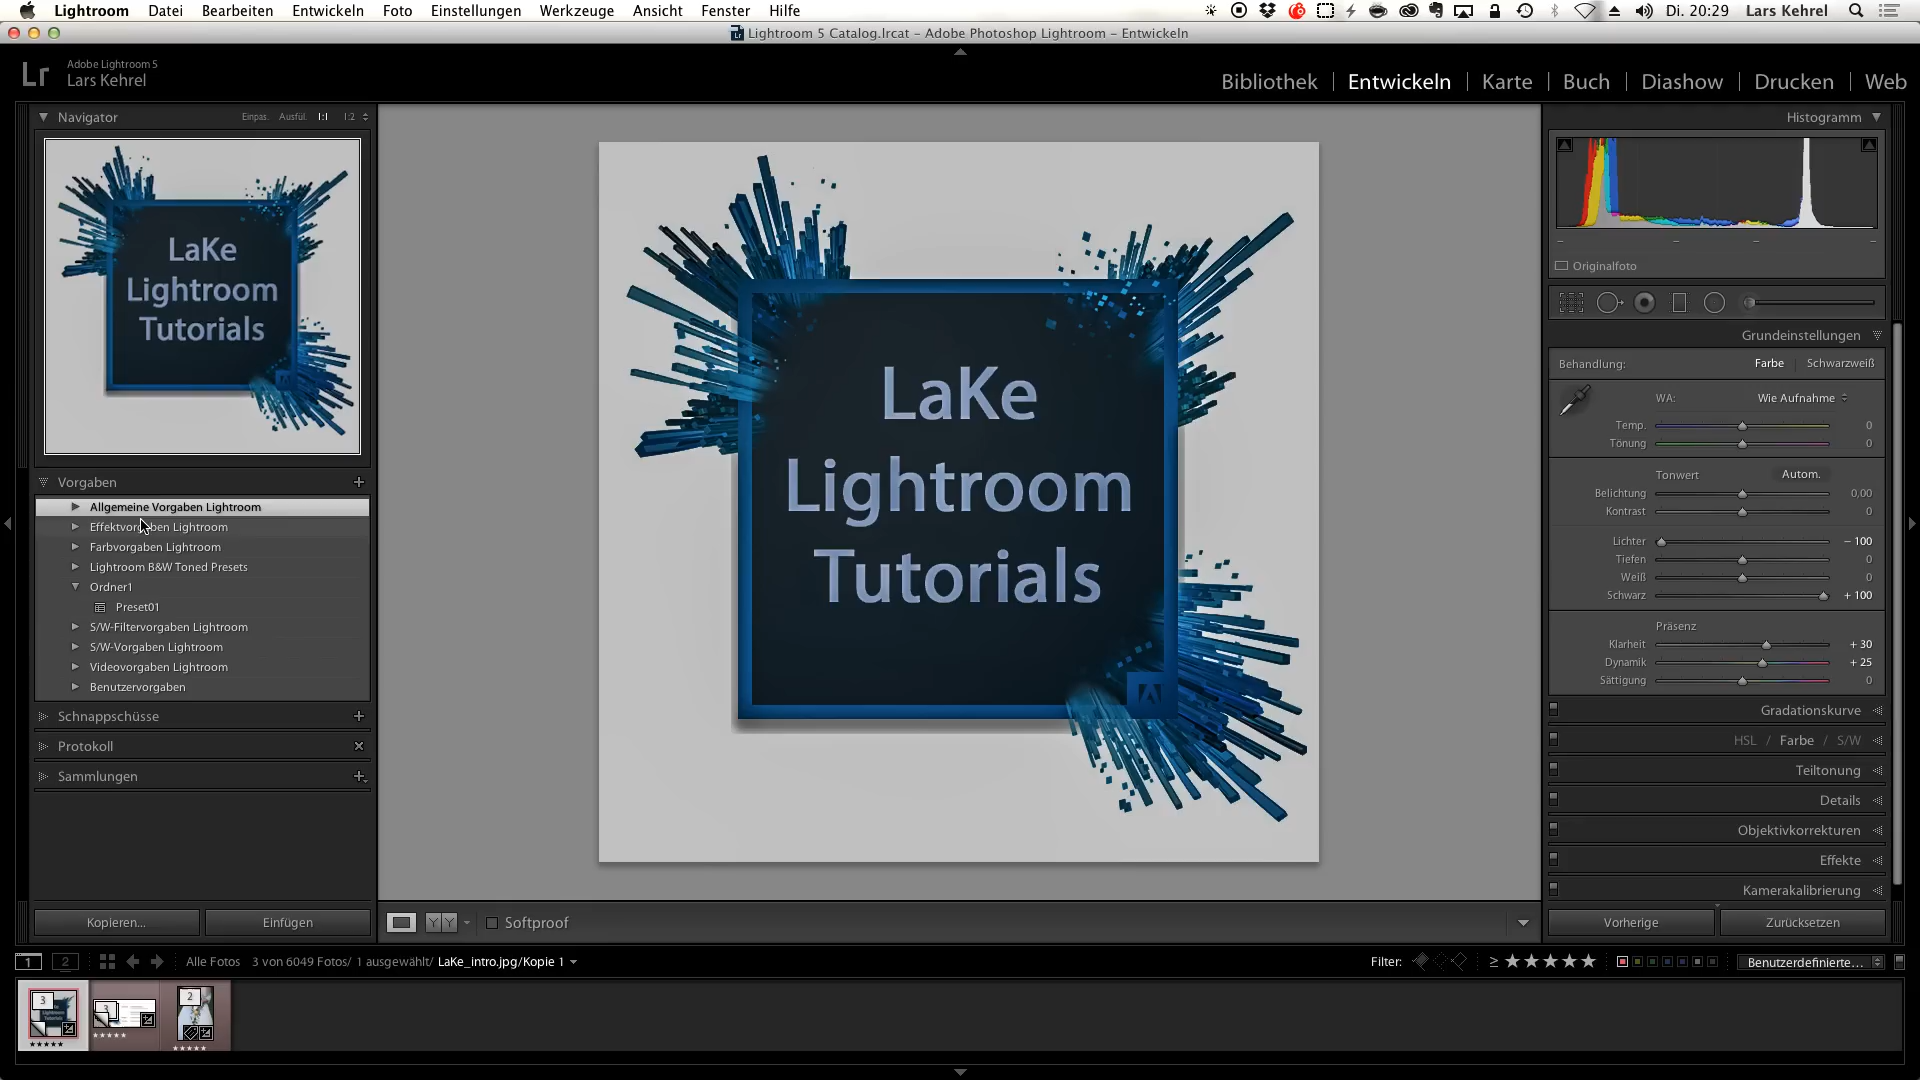 Lightroom Datei Bearbeiten Entwickeln Foto Einstellungen Werkzeuge Ansicht Fenster Hilfe Di. 20:29 Lars Kehrel
Lightroom 5 Catalog.lrcat – Adobe Photoshop Lightroom – Entwickeln
Lr Adobe Lightroom 5
Lars Kehrel
Bibliothek | Entwickeln | Karte | Buch | Diashow | Drucken | Web
Navigator Einpas. Ausfül. 1:1 1:2
LaKe
Lightroom
Tutorials
Vorgaben
Allgemeine Vorgaben Lightroom
Effektvorgaben Lightroom
Farbvorgaben Lightroom
Lightroom B&W Toned Presets
Ordner1
Preset01
S/W-Filtervorgaben Lightroom
S/W-Vorgaben Lightroom
Videovorgaben Lightroom
Benutzervorgaben
Schnappschüsse
Protokoll
Sammlungen
Kopieren... Einfügen
LaKe
Lightroom
Tutorials
Softproof
Histogramm
Originalfoto
Grundeinstellungen
Behandlung: Farbe | Schwarzweiß
WA: Wie Aufnahme
Temp. 0
Tönung 0
Tonwert Autom.
Belichtung 0,00
Kontrast 0
Lichter – 100
Tiefen 0
Weiß 0
Schwarz + 100
Präsenz
Klarheit + 30
Dynamik + 25
Sättigung 0
Gradationskurve
HSL / Farbe / S/W
Teiltonung
Details
Objektivkorrekturen
Effekte
Kamerakalibrierung
Vorherige Zurücksetzen
1 2 Alle Fotos 3 von 6049 Fotos/ 1 ausgewählt/ LaKe_intro.jpg/Kopie 1 Filter: ≥ ★★★★★ Benutzerdefinierte...
3 3 2